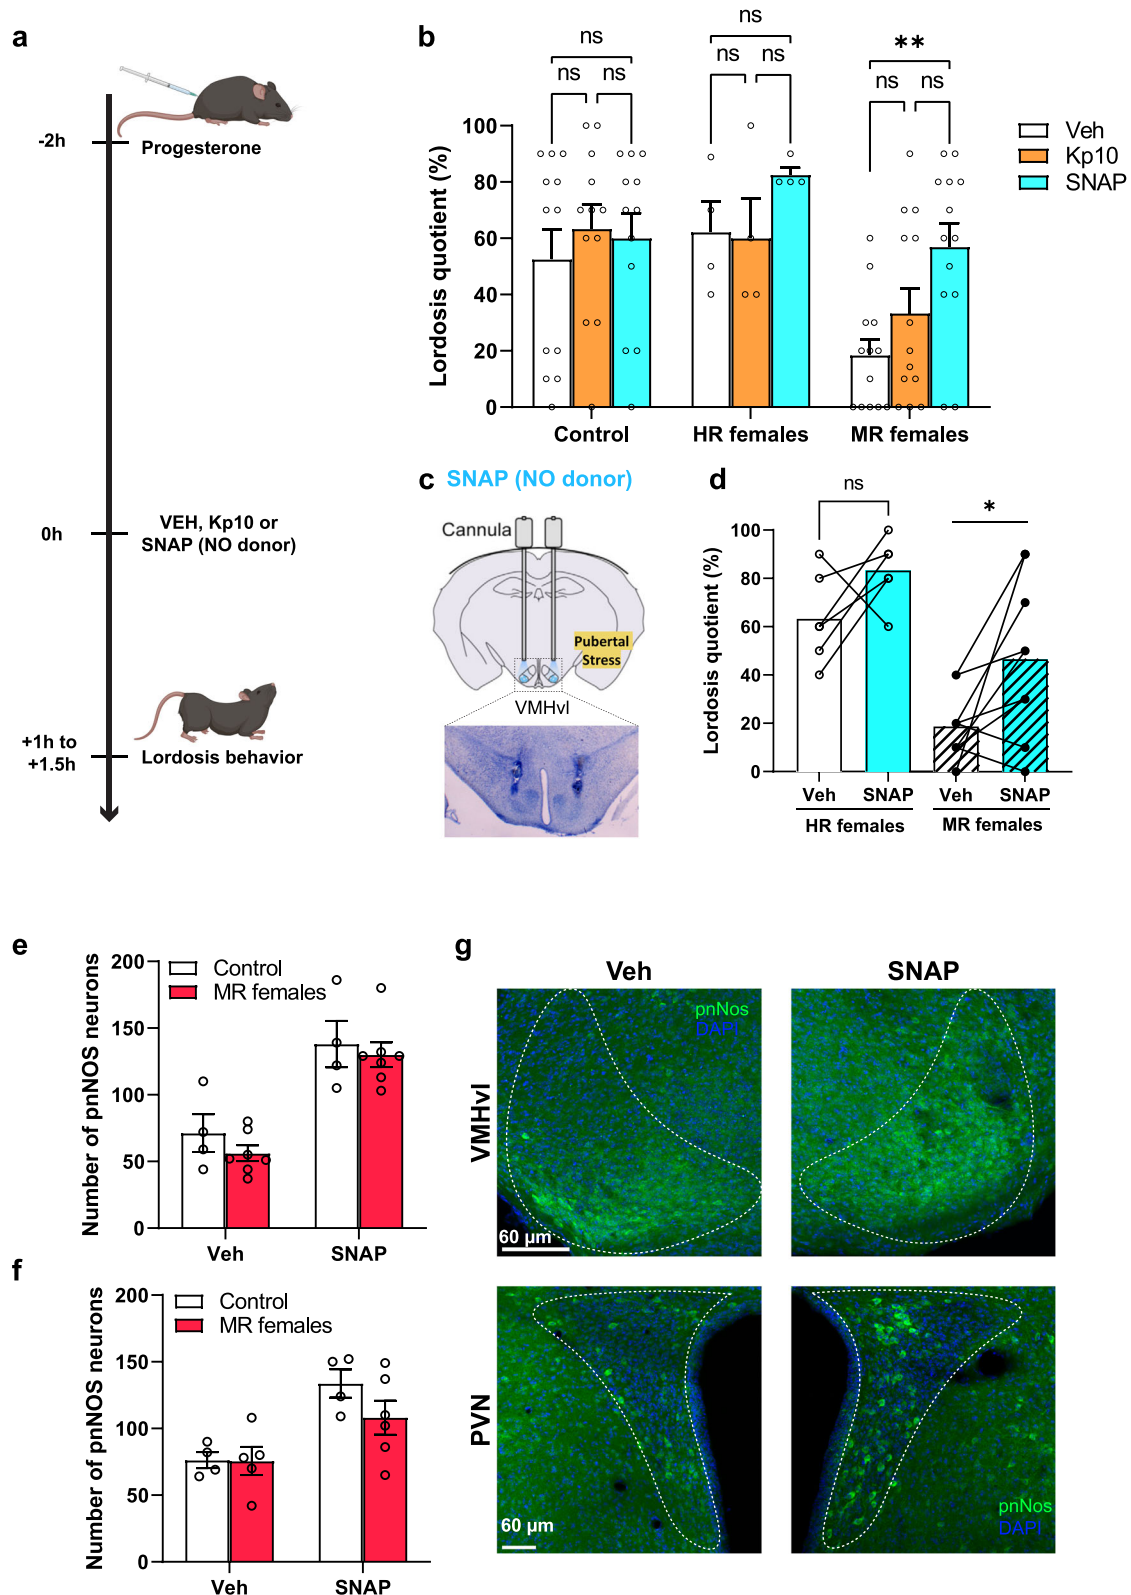 a
-2h
Progesterone
0h
VEH, Kp10 or
SNAP (NO donor)
+1h to
+1.5h
Lordosis behavior
b
ns
ns
ns
ns
ns
ns
**
ns
ns
Lordosis quotient (%)
100
80
60
40
20
0
Control
HR females
MR females
Veh
Kp10
SNAP
c
SNAP (NO donor)
Cannula
Pubertal
Stress
VMHvl
d
ns
*
Lordosis quotient (%)
100
80
60
40
20
0
Veh
SNAP
Veh
SNAP
HR females
MR females
e
Number of pnNOS neurons
200
150
100
50
0
Control
MR females
Veh
SNAP
f
Number of pnNOS neurons
200
150
100
50
0
Control
MR females
Veh
SNAP
g
Veh
SNAP
VMHvl
pnNos
DAPI
60 µm
PVN
60 µm
pnNos
DAPI